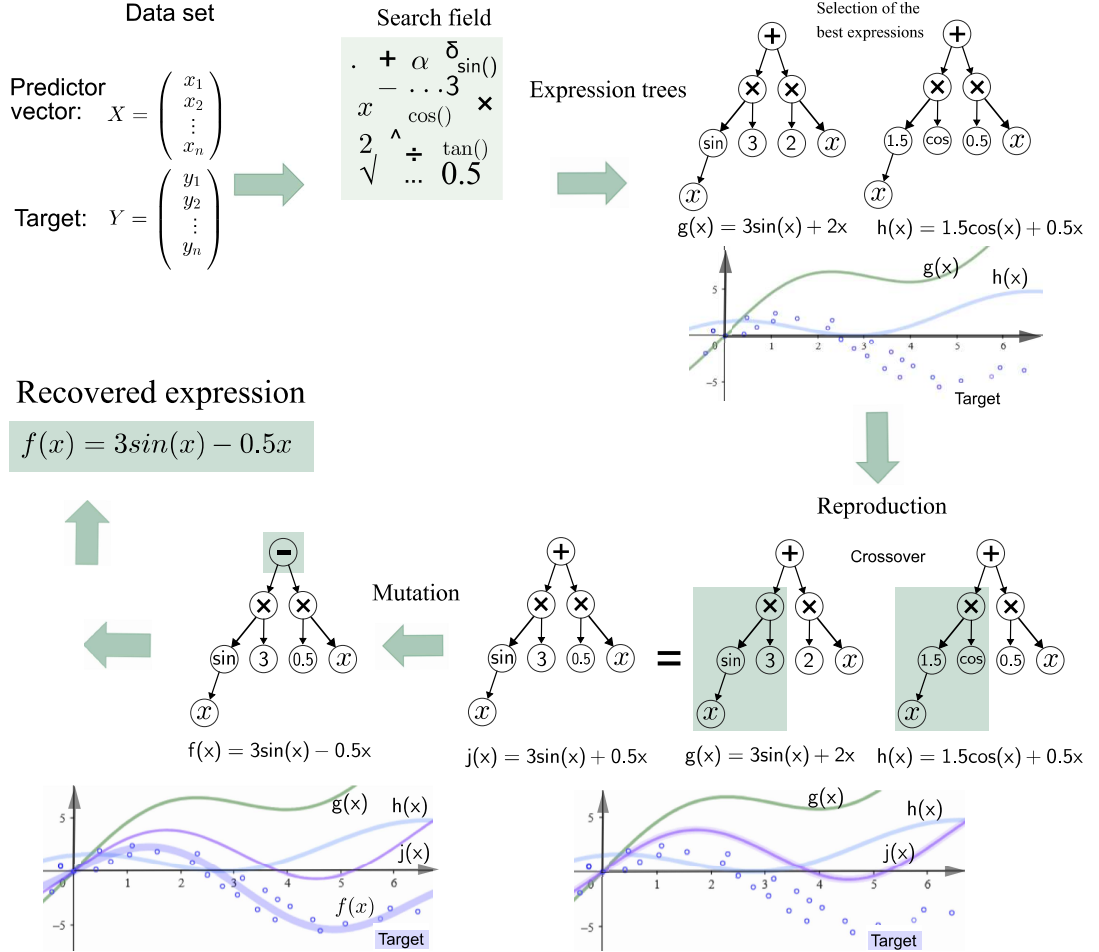 Data set
Predictor
vector:
X = ( x₁ x₂ ⋮ xₙ )
Target:
Y = ( y₁ y₂ ⋮ yₙ )
Search field
. + α δ sin()
− . . . 3
x cos() ×
2 ^ ÷ tan()
√ ... 0.5
Expression trees
Selection of the
best expressions
+ +
× × × ×
sin 3 2 x 1.5 cos 0.5 x
x x
g(x) = 3sin(x) + 2x h(x) = 1.5cos(x) + 0.5x
g(x)
h(x)
5
0 1 2 3 4 5 6
−5
Target
Recovered expression
f(x) = 3sin(x) − 0.5x
Reproduction
Crossover
Mutation
− + + +
× × × × × × × ×
sin 3 0.5 x sin 3 0.5 x = sin 3 2 x 1.5 cos 0.5 x
x x x x
f(x) = 3sin(x) − 0.5x j(x) = 3sin(x) + 0.5x g(x) = 3sin(x) + 2x h(x) = 1.5cos(x) + 0.5x
g(x)
h(x)
5
j(x)
0 1 2 3 4 5 6
f(x)
−5
Target
g(x)
h(x)
5
j(x)
0 1 2 3 4 5 6
−5
Target